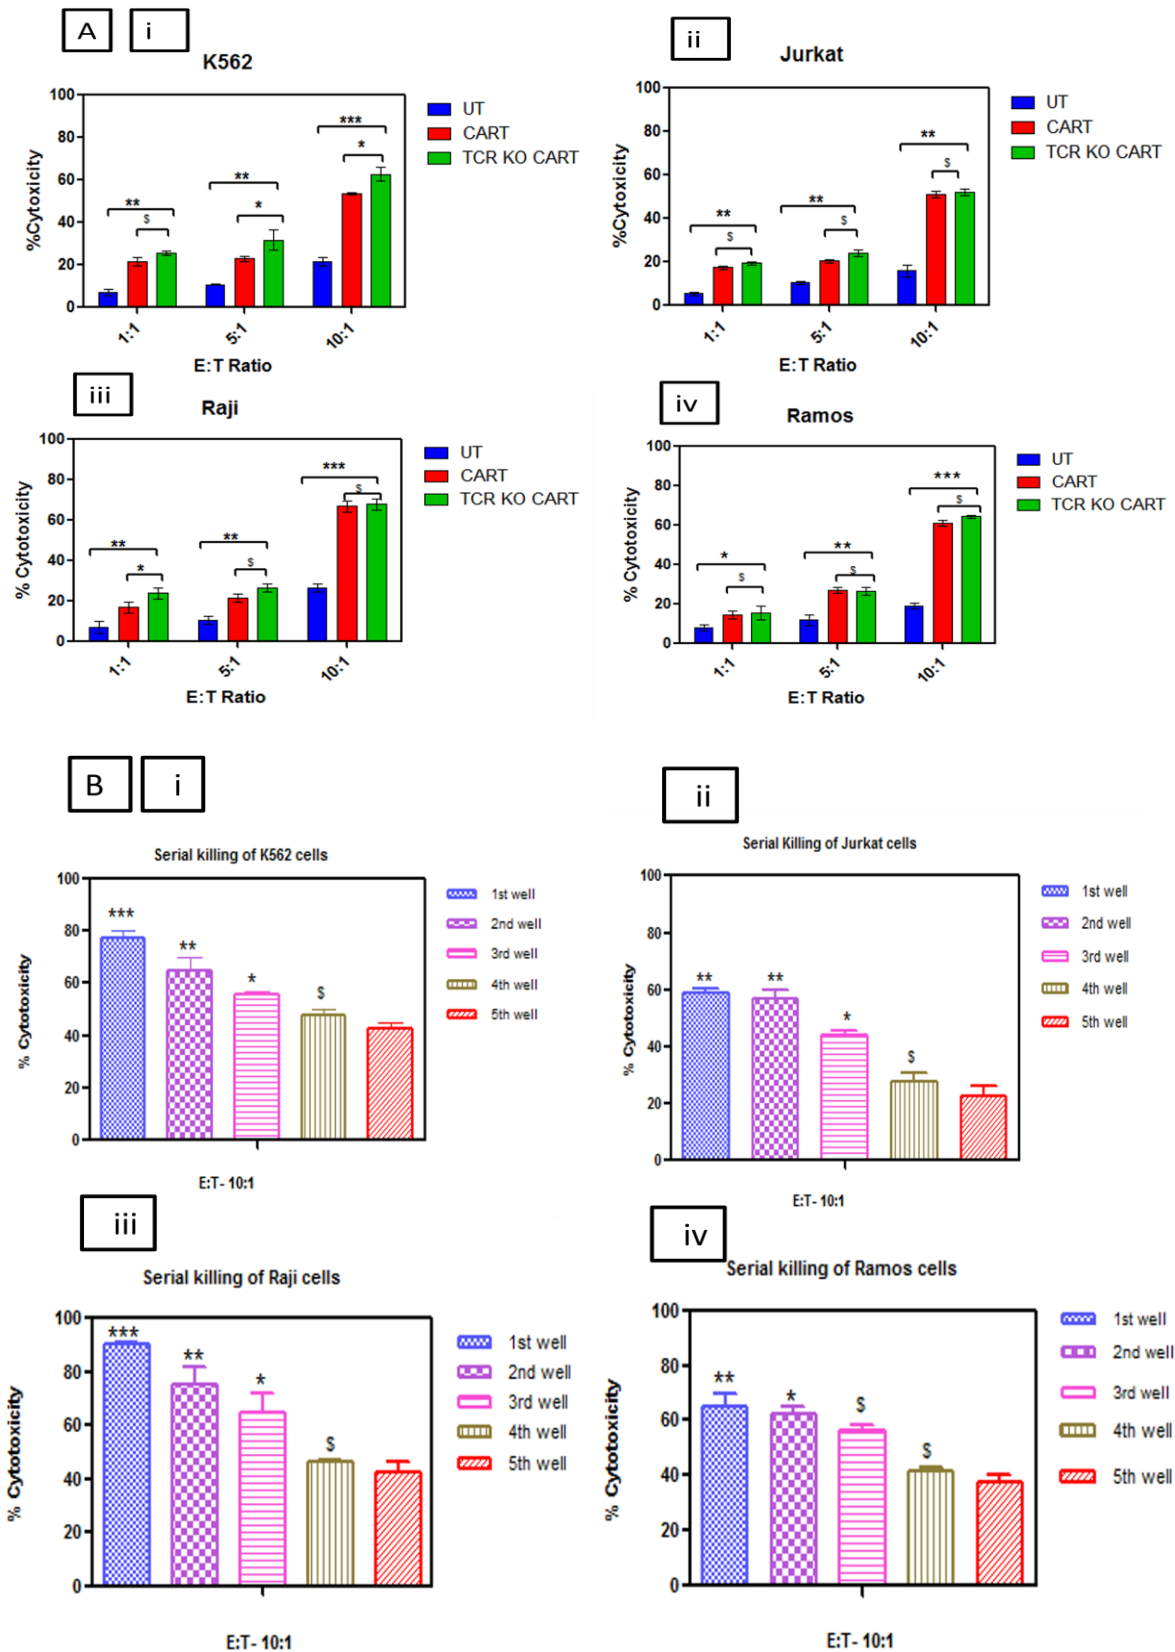 A i
K562
%Cytoxicity
100
80
60
40
20
0
*** 
*
**
*
**
$
1:1
5:1
10:1
E:T Ratio
UT
CART
TCR KO CART
ii
Jurkat
%Cytoxicity
100
80
60
40
20
0
**
$
**
$
**
$
1:1
5:1
10:1
E:T Ratio
UT
CART
TCR KO CART
iii
Raji
% Cytotoxicity
100
80
60
40
20
0
***
$
**
$
**
*
1:1
5:1
10:1
E:T Ratio
UT
CART
TCR KO CART
iv
Ramos
% Cytotoxicity
100
80
60
40
20
0
***
$
**
$
*
$
1:1
5:1
10:1
E:T Ratio
UT
CART
TCR KO CART
B i
Serial killing of K562 cells
% Cytotoxicity
100
80
60
40
20
0
***
**
*
$
E:T- 10:1
1st well
2nd well
3rd well
4th well
5th well
ii
Serial Killing of Jurkat cells
% Cytotoxicity
100
80
60
40
20
0
**
**
*
$
E:T- 10:1
1st well
2nd well
3rd well
4th well
5th well
iii
Serial killing of Raji cells
% Cytotoxicity
100
80
60
40
20
0
***
**
*
$
E:T- 10:1
1st well
2nd well
3rd well
4th well
5th well
iv
Serial killing of Ramos cells
% Cytotoxicity
100
80
60
40
20
0
**
*
$
$
E:T- 10:1
1st well
2nd well
3rd well
4th well
5th well